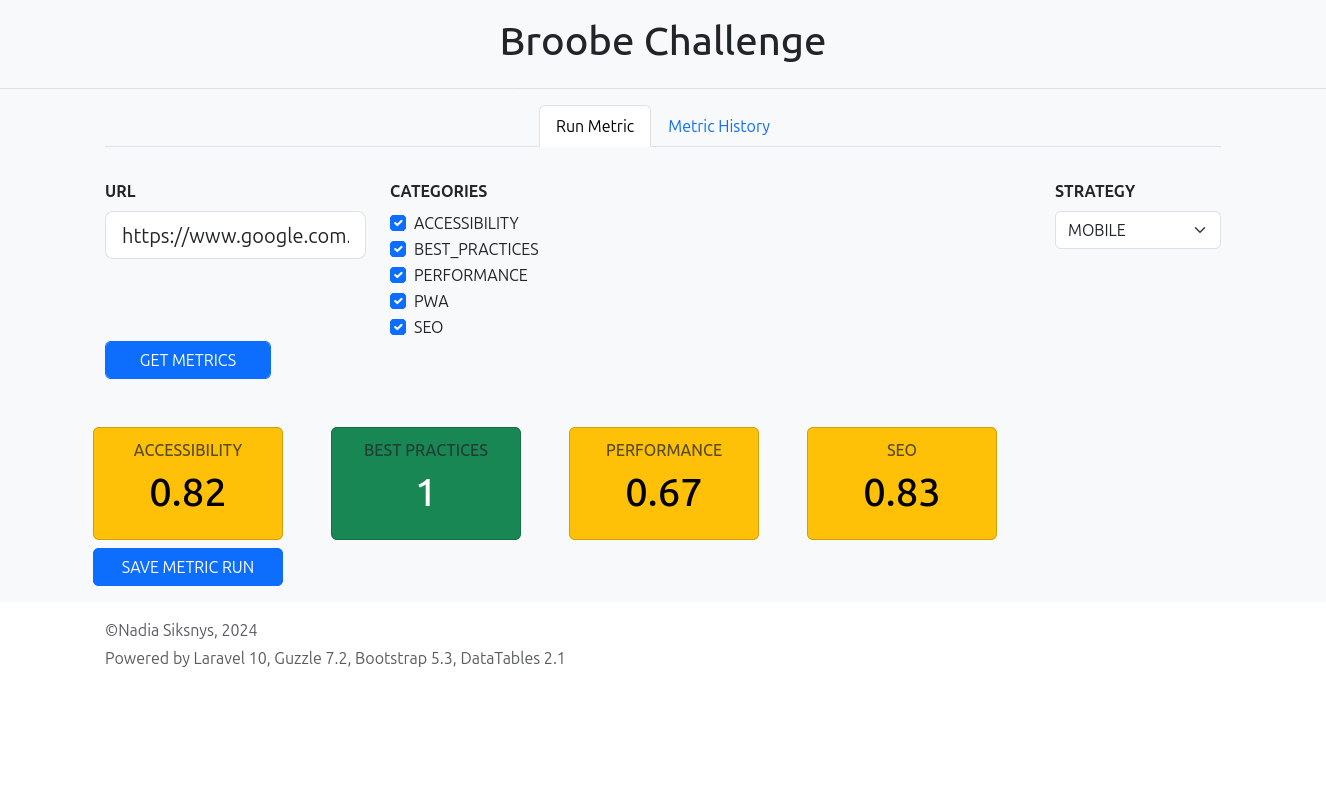 Broobe Challenge
Run Metric
Metric History
URL
https://www.google.com.
CATEGORIES
ACCESSIBILITY
BEST_PRACTICES
PERFORMANCE
PWA
SEO
STRATEGY
MOBILE
GET METRICS
ACCESSIBILITY
0.82
BEST PRACTICES
1
PERFORMANCE
0.67
SEO
0.83
SAVE METRIC RUN
©Nadia Siksnys, 2024
Powered by Laravel 10, Guzzle 7.2, Bootstrap 5.3, DataTables 2.1